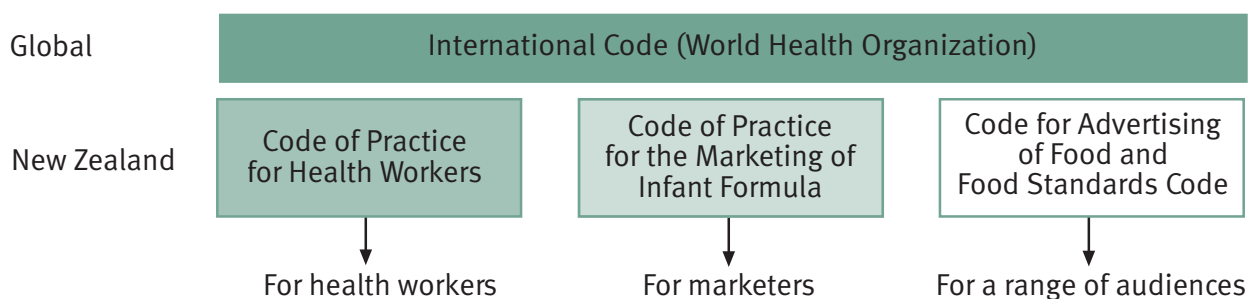 Global
International Code (World Health Organization)
New Zealand
Code of Practice
for Health Workers
Code of Practice
for the Marketing of
Infant Formula
Code for Advertising
of Food and
Food Standards Code
For health workers
For marketers
For a range of audiences